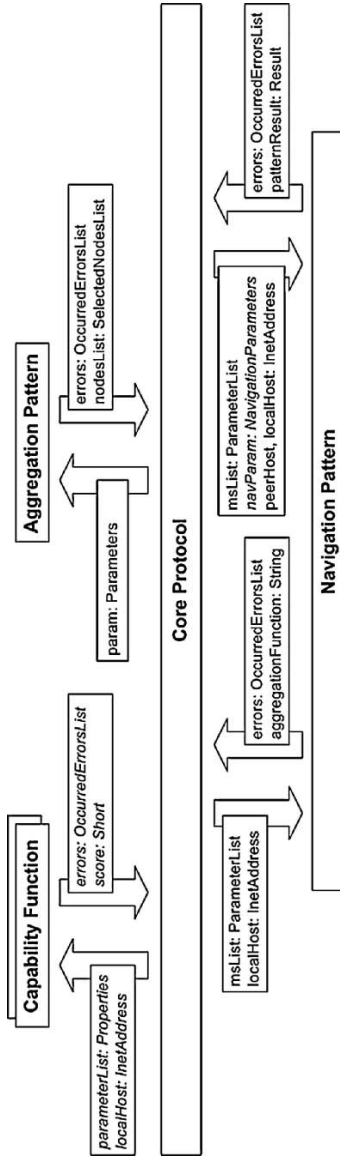 Capability Function
Aggregation Pattern
parameterList: Properties
localHost: InetAddress
errors: OccurredErrorsList
score: Short
param: Parameters
errors: OccurredErrorsList
nodesList: SelectedNodesList
Core Protocol
msList: ParameterList
localHost: InetAddress
errors: OccurredErrorsList
aggregationFunction: String
msList: ParameterList
navParam: NavigationParameters
peerHost, localHost: InetAddress
errors: OccurredErrorsList
patternResult: Result
Navigation Pattern